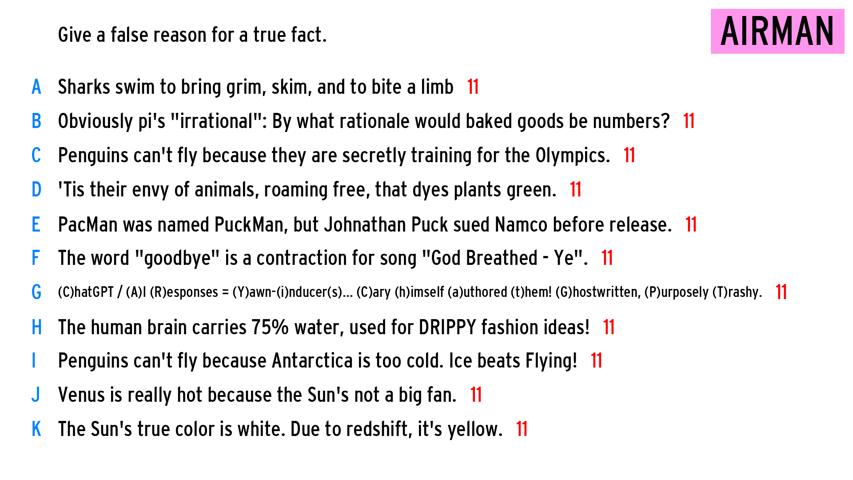 Give a false reason for a true fact.
AIRMAN
A Sharks swim to bring grim, skim, and to bite a limb 11
B Obviously pi's "irrational": By what rationale would baked goods be numbers? 11
C Penguins can't fly because they are secretly training for the Olympics. 11
D 'Tis their envy of animals, roaming free, that dyes plants green. 11
E PacMan was named PuckMan, but Johnathan Puck sued Namco before release. 11
F The word "goodbye" is a contraction for song "God Breathed - Ye". 11
G (C)hatGPT / (A)I (R)esponses = (Y)awn-(i)nducer(s)... (C)ary (h)imself (a)uthored (t)hem! (G)hostwritten, (P)urposely (T)rashy. 11
H The human brain carries 75% water, used for DRIPPY fashion ideas! 11
I Penguins can't fly because Antarctica is too cold. Ice beats Flying! 11
J Venus is really hot because the Sun's not a big fan. 11
K The Sun's true color is white. Due to redshift, it's yellow. 11